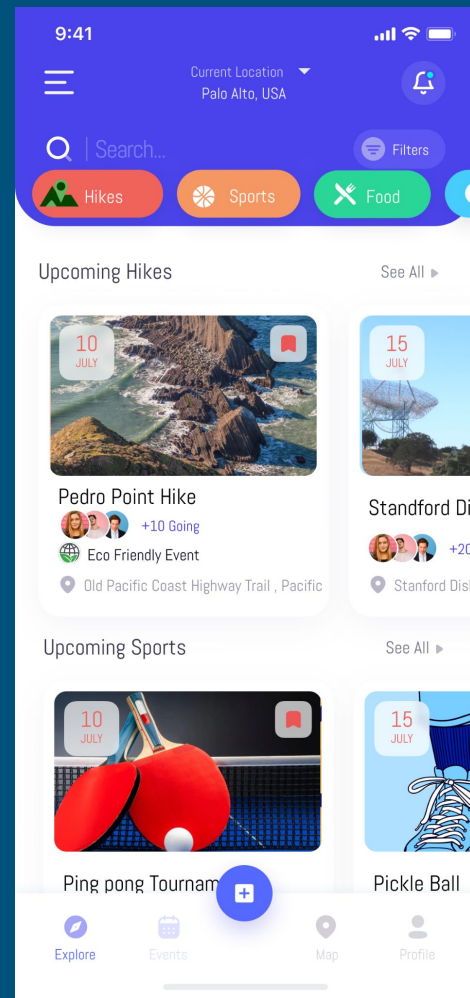 9:41
Current Location
Palo Alto, USA
Search...
Filters
Hikes
Sports
Food
Upcoming Hikes
See All
10
JULY
15
JULY
Pedro Point Hike
+10 Going
Eco Friendly Event
Old Pacific Coast Highway Trail , Pacific
Standford Di
+20
Stanford Dis
Upcoming Sports
See All
10
JULY
15
JULY
Ping pong Tournam
Pickle Ball
Explore
Events
Map
Profile